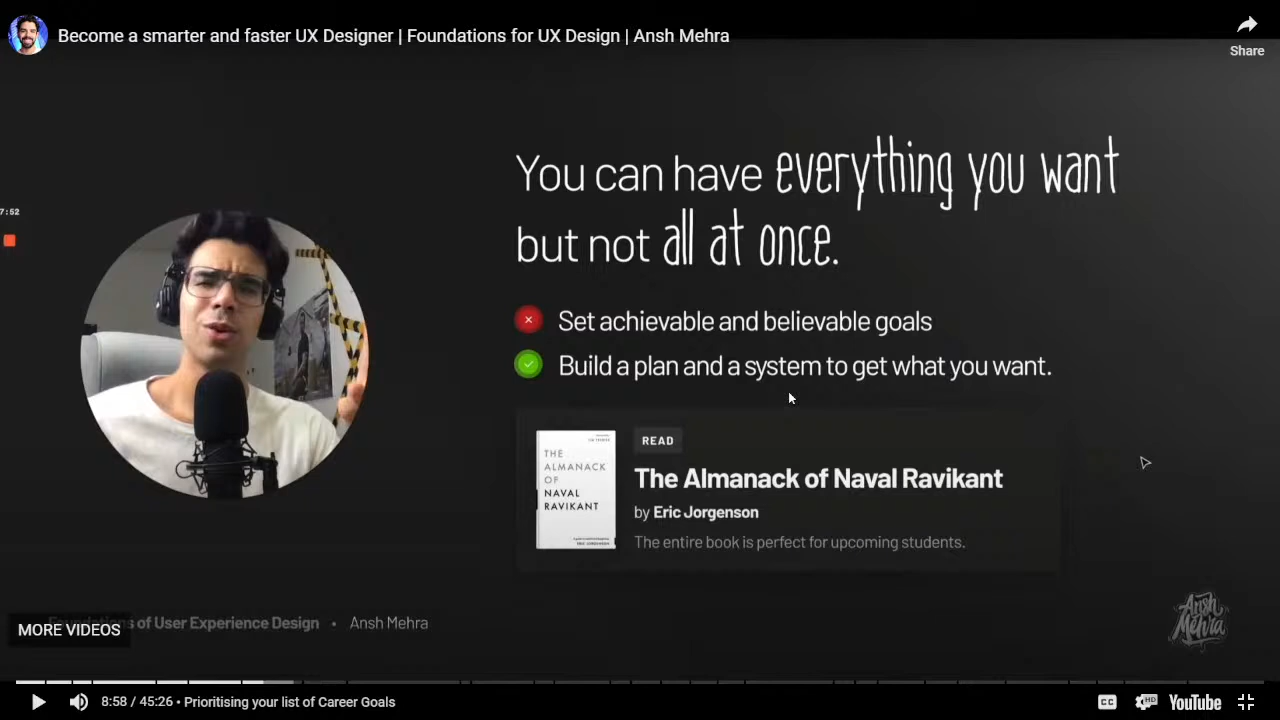 Become a smarter and faster UX Designer | Foundations for UX Design | Ansh Mehra
Share
You can have everything you want
but not all at once.
7:52
Set achievable and believable goals
Build a plan and a system to get what you want.
READ
THE
ALMANACK
OF
NAVAL
RAVIKANT
The Almanack of Naval Ravikant
by Eric Jorgenson
The entire book is perfect for upcoming students.
Foundations of User Experience Design • Ansh Mehra
MORE VIDEOS
Ansh
Mehra
8:58 / 45:26 • Prioritising your list of Career Goals
CC
HD
YouTube